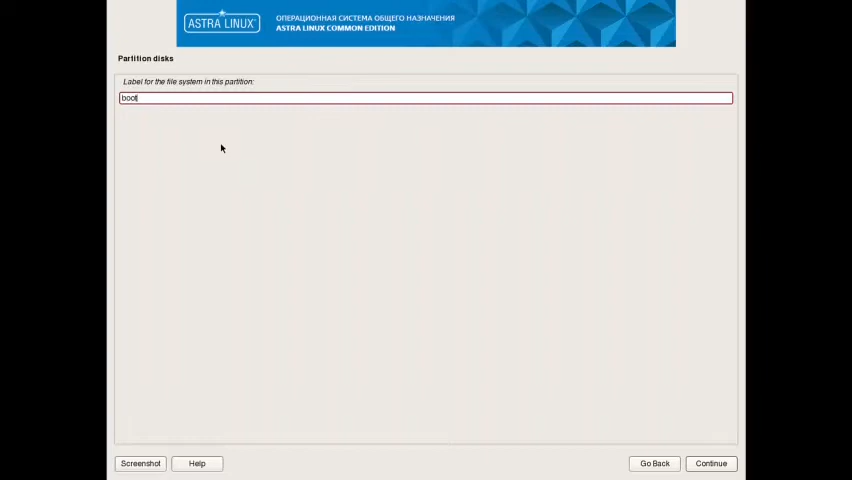 ASTRA LINUX
ОПЕРАЦИОННАЯ СИСТЕМА ОБЩЕГО НАЗНАЧЕНИЯ
ASTRA LINUX COMMON EDITION
Partition disks
Label for the file system in this partition:
boot
Screenshot
Help
Go Back
Continue